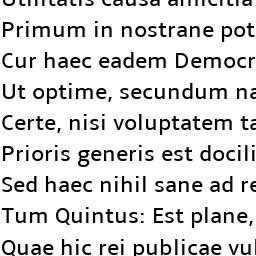 Utilitatis causa amicitia
Primum in nostrane pot
Cur haec eadem Democr
Ut optime, secundum na
Certe, nisi voluptatem ta
Prioris generis est docili
Sed haec nihil sane ad re
Tum Quintus: Est plane,
Quae hic rei publicae vul